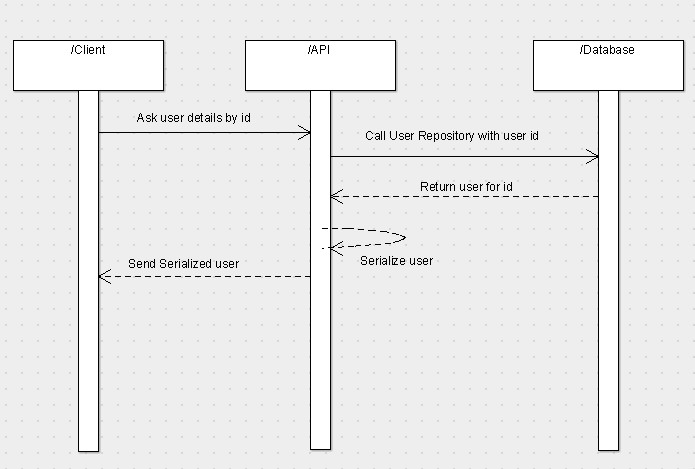 /Client
/API
/Database
Ask user details by id
Call User Repository with user id
Return user for id
Serialize user
Send Serialized user